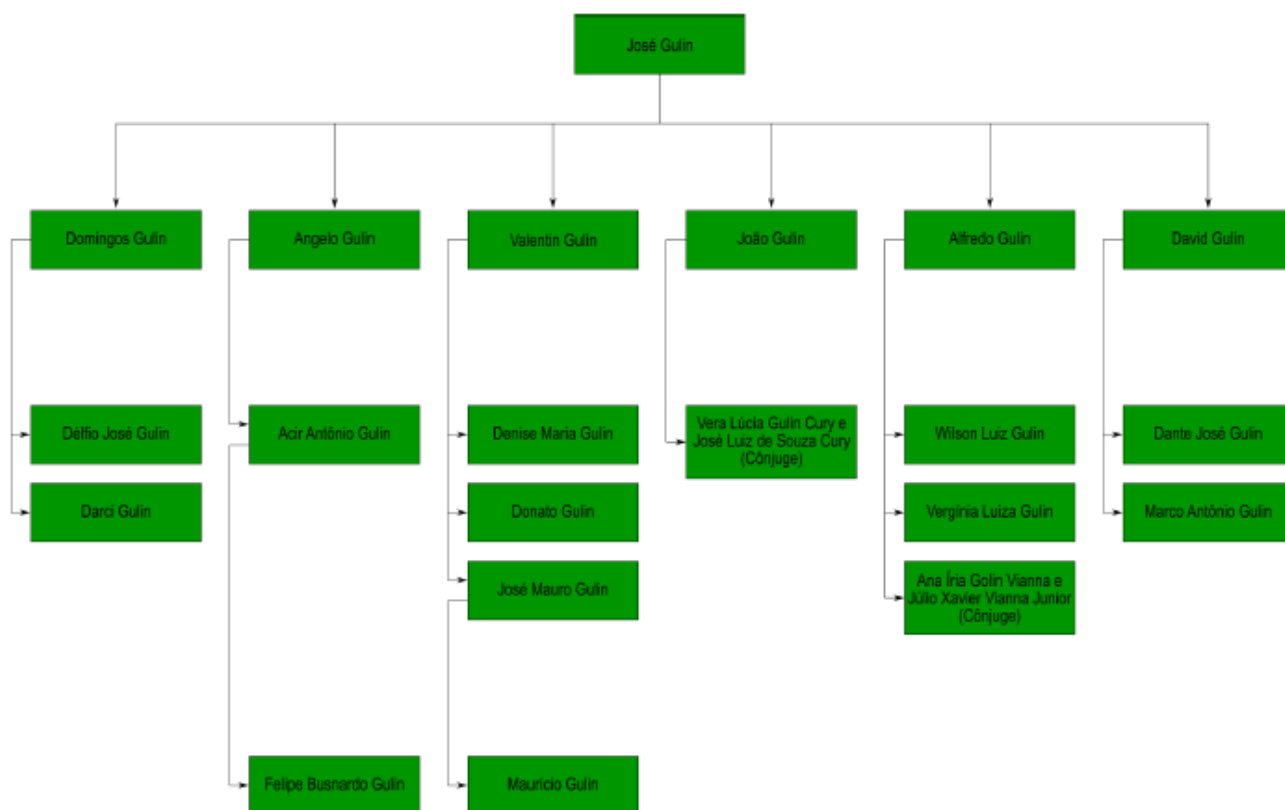 José Gulin
Domingos Gulin
Angelo Gulin
Valentin Gulin
João Gulin
Alfredo Gulin
David Gulin
Délfio José Gulin
Acir Antônio Gulin
Denise Maria Gulin
Vera Lúcia Gulin Cury e
José Luiz de Souza Cury
(Cônjuge)
Wilson Luiz Gulin
Dante José Gulin
Darci Gulin
Donato Gulin
Vergínia Luiza Gulin
Marco Antônio Gulin
José Mauro Gulin
Ana Íria Golin Vianna e
Júlio Xavier Vianna Junior
(Cônjuge)
Felipe Busnardo Gulin
Mauricio Gulin